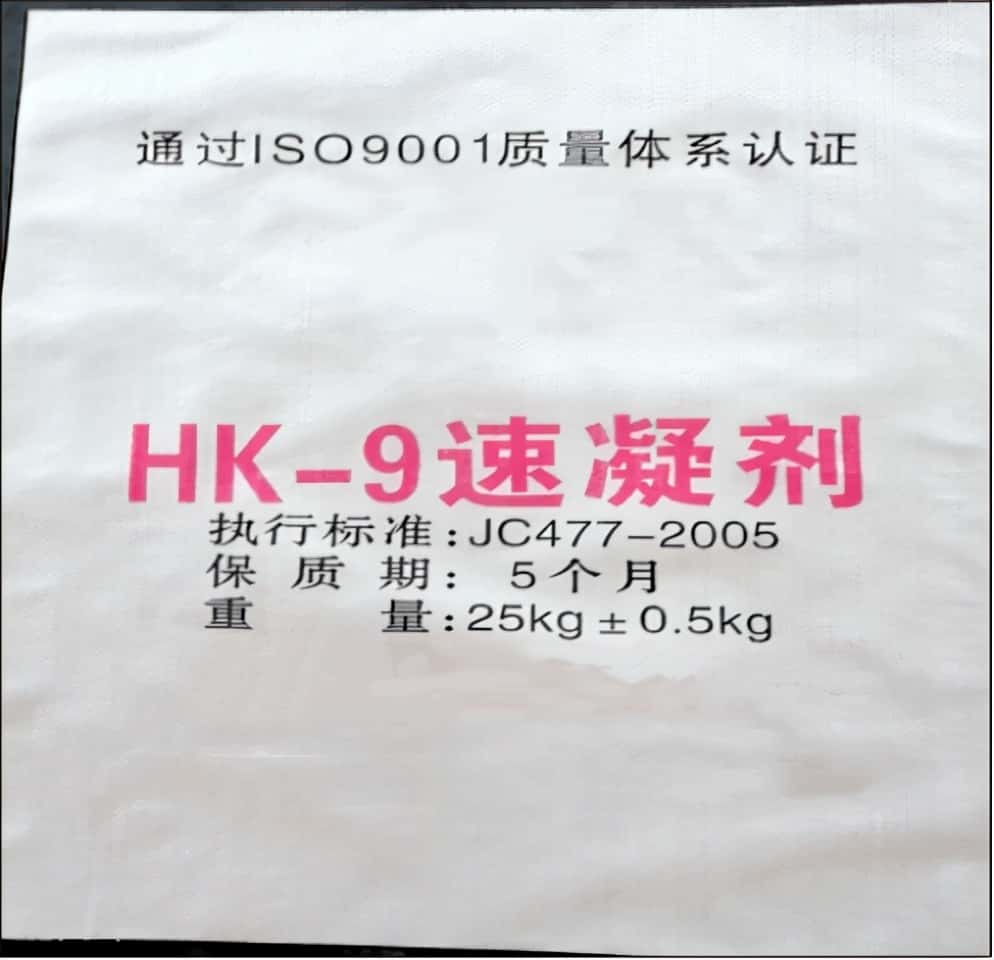 通过ISO9001质量体系认证
HK-9速凝剂
执行标准:JC477-2005
保质期: 5个月
重量:25kg±0.5kg